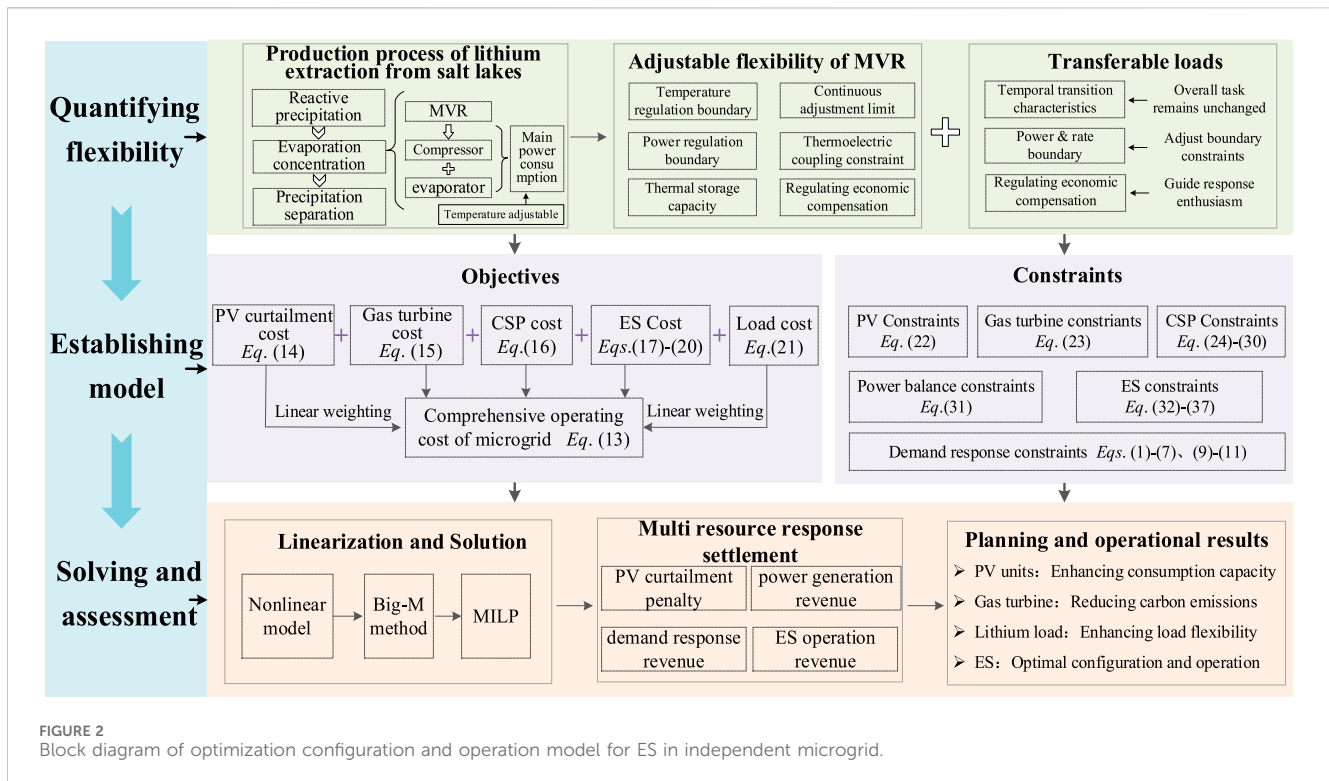 Quantifying
flexibility
Production process of lithium
extraction from salt lakes
Reactive
precipitation
Evaporation
concentration
Precipitation
separation
MVR
Compressor
evaporator
Main
power
consu
mption
Temperature adjustable
Adjustable flexibility of MVR
Temperature
regulation boundary
Continuous
adjustment limit
Power regulation
boundary
Thermoelectric
coupling constraint
Thermal storage
capacity
Regulating economic
compensation
Transferable loads
Temporal transition
characteristics
Overall task
remains unchanged
Power & rate
boundary
Adjust boundary
constraints
Regulating economic
compensation
Guide response
enthusiasm
Establishing
model
Objectives
PV curtailment
cost
Eq. (14)
+
Gas turbine
cost
Eq. (15)
+
CSP cost
Eq.(16)
+
ES Cost
Eqs.(17)-(20)
+
Load cost
Eq.(21)
Linear weighting
Comprehensive operating
cost of microgrid Eq. (13)
Linear weighting
Constraints
PV Constraints
Eq. (22)
Gas turbine constriants
Eq. (23)
CSP Constraints
Eq. (24)-(30)
Power balance constraints
Eq.(31)
ES constraints
Eq. (32)-(37)
Demand response constraints Eqs. (1)-(7)、(9)-(11)
Solving and
assessment
Linearization and Solution
Nonlinear
model
Big-M
method
MILP
Multi resource response
settlement
PV curtailment
penalty
power generation
revenue
demand response
revenue
ES operation
revenue
Planning and operational results
➢ PV units：Enhancing consumption capacity
➢ Gas turbine：Reducing carbon emissions
➢ Lithium load：Enhancing load flexibility
➢ ES：Optimal configuration and operation
FIGURE 2
Block diagram of optimization configuration and operation model for ES in independent microgrid.